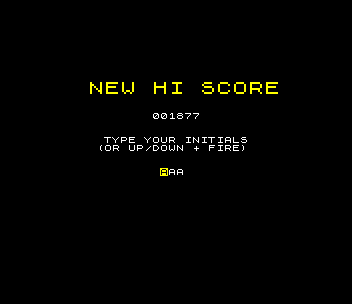 NEW HI SCORE
001877
TYPE YOUR INITIALS
(OR UP/DOWN + FIRE)
AAA